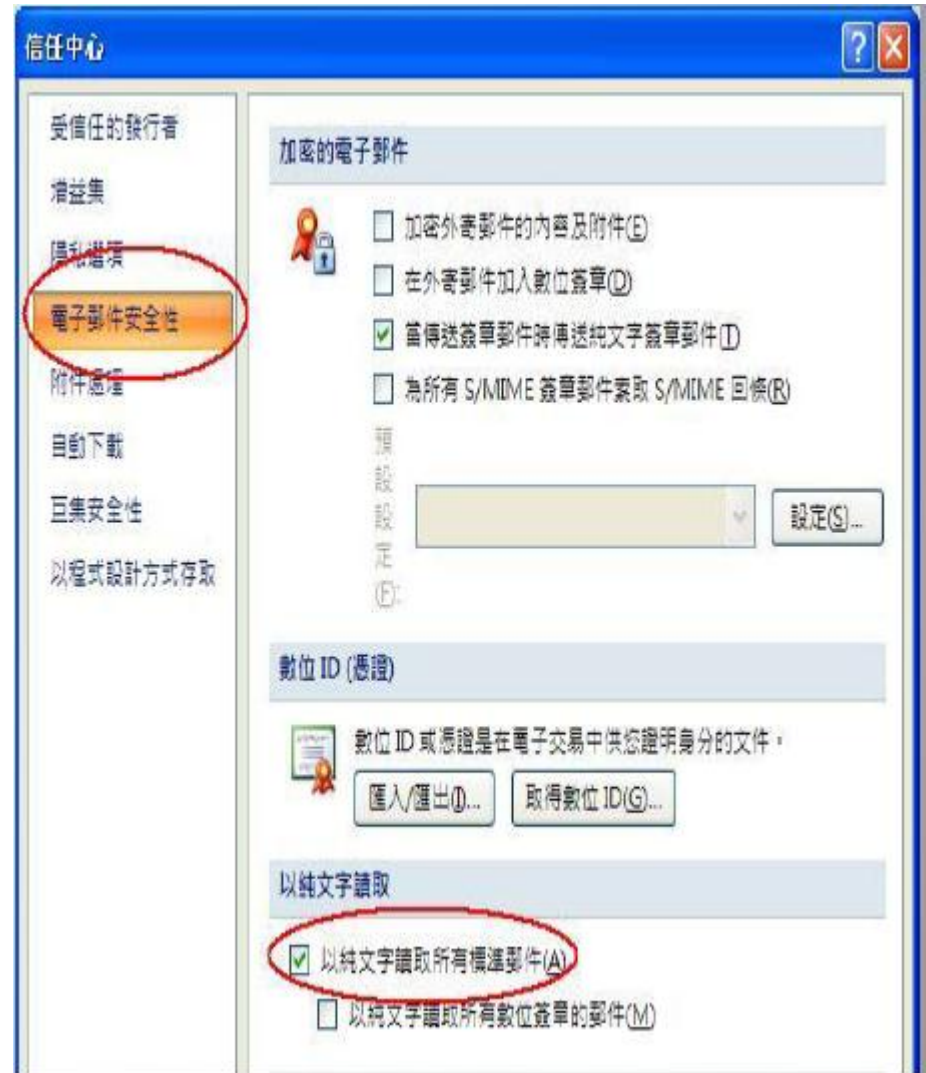 信任中心
受信任的發行者
增益集
隱私選項
電子郵件安全性
附件處理
自動下載
巨集安全性
以程式設計方式存取
加密的電子郵件
加密外寄郵件的內容及附件(E)
在外寄郵件加入數位簽章(D)
當傳送簽章郵件時傳送純文字簽章郵件(T)
為所有 S/MIME 簽章郵件索取 S/MIME 回條(R)
預設設定(F):
設定(S)...
數位 ID (憑證)
數位 ID 或憑證是在電子交易中供您證明身分的文件。
匯入/匯出(I)...
取得數位 ID(G)...
以純文字讀取
以純文字讀取所有標準郵件(A)
以純文字讀取所有數位簽章的郵件(M)